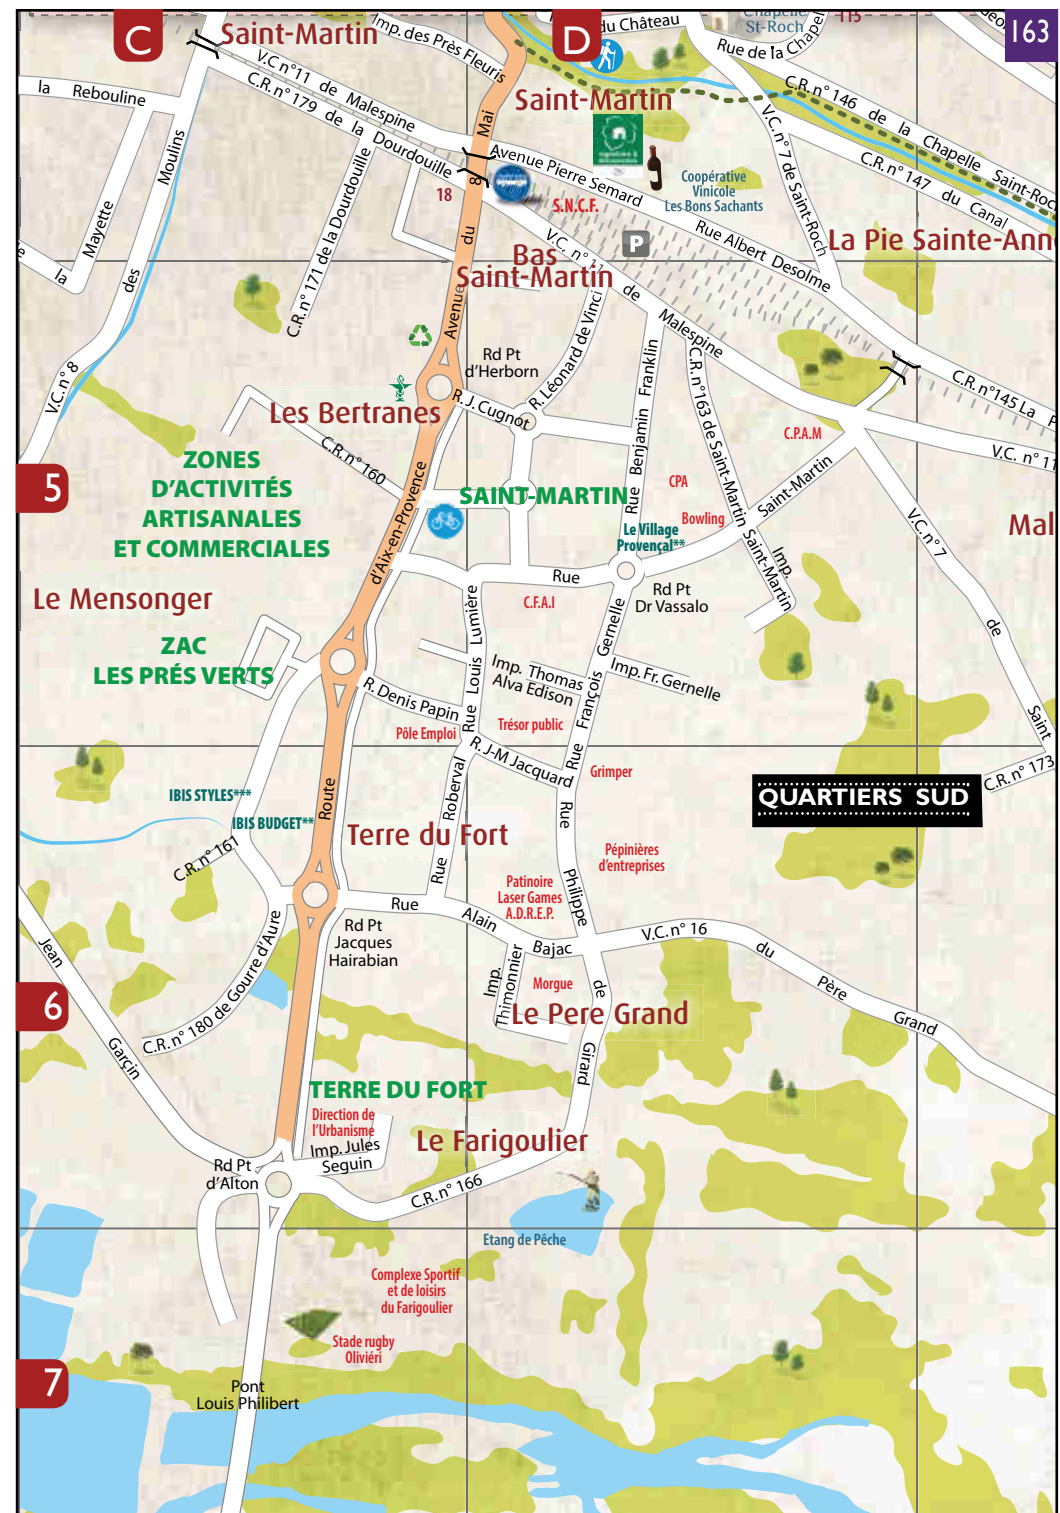 C
D
163
Saint-Martin
Imp. des Prés Fleuris
du Château
St-Roch
115
Rue de la Chapel
V.C n°11 de Malespine
C.R. n° 179 de la Dourdouille
la Rebouline
Moulins
des
V.C. n° 8
Mayette
la
C.R. n° 171 de la Dourdouille
18
Mai
8
du
Avenue
Saint-Martin
Avenue Pierre Semard
Coopérative
Vinicole
Les Bons Sachants
S.N.C.F.
P
C.R. n° 146 de la Chapelle Saint-Roc
C.R. n° 147 du Canal
V.C. n° 7 de Saint-Roch
La Pie Sainte-Ann
Rue Albert Desolme
Bas
Saint-Martin
V.C. n° 11 de Malespine
Rd Pt
d'Herborn
R. Léonard de Vinci
R. J. Cugnot
Rue Benjamin Franklin
C.R. n°163 de Saint-Martin
C.R. n°145 La P
V.C. n° 11
Les Bertranes
C.R. n° 160
C.P.A.M
5
ZONES
D'ACTIVITÉS
ARTISANALES
ET COMMERCIALES
SAINT-MARTIN
CPA
Bowling
Saint-Martin
Le Village
Provençal**
V.C. n° 7 de Saint
Mal
d'Aix-en-Provence
Rue
Imp.
Saint-Martin
Rd Pt
Dr Vassalo
C.F.A.I
Le Mensonger
ZAC
LES PRÉS VERTS
Rue Louis Lumière
Imp. Thomas
Alva Edison
Rue François Gernelle
Imp. Fr. Gernelle
R. Denis Papin
Pôle Emploi
Trésor public
R. J-M Jacquard
Grimper
C.R. n° 173
QUARTIERS SUD
IBIS STYLES***
IBIS BUDGET**
C.R. n° 161
Route
Terre du Fort
Rue Roberval
Rue Philippe de Girard
Pépinières
d'entreprises
Patinoire
Laser Games
A.D.R.E.P.
Rue Alain Bajac
Rd Pt
Jacques
Hairabian
V.C. n° 16 du Père Grand
Jean Garçin
C.R. n° 180 de Gourre d'Aure
6
Imp.
Thimonnier
Morgue
Le Pere Grand
TERRE DU FORT
Direction de
l'Urbanisme
Imp. Jules
Seguin
Le Farigoulier
Rd Pt
d'Alton
C.R. n° 166
Etang de Pêche
Complexe Sportif
et de loisirs
du Farigoulier
Stade rugby
Oliviéri
7
Pont
Louis Philibert